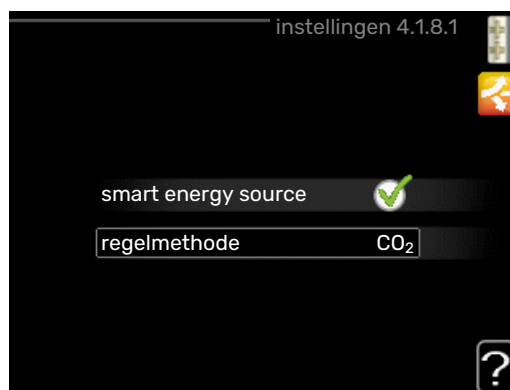 instellingen 4.1.8.1
smart energy source
regelmethode CO₂
?